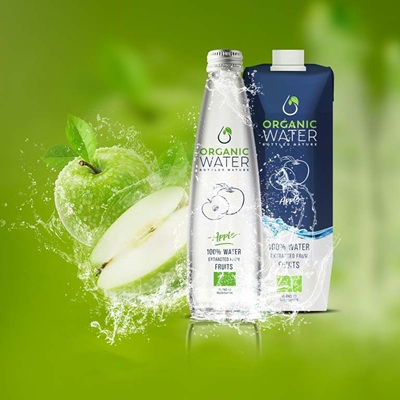 ORGANIC
WATER
BOTTLED NATURE
Apple
100% WATER
EXTRACTED FROM
FRUITS
ORGANIC
WATER
BOTTLED NATURE
Apple
100% WATER
EXTRACTED FROM
FRUITS